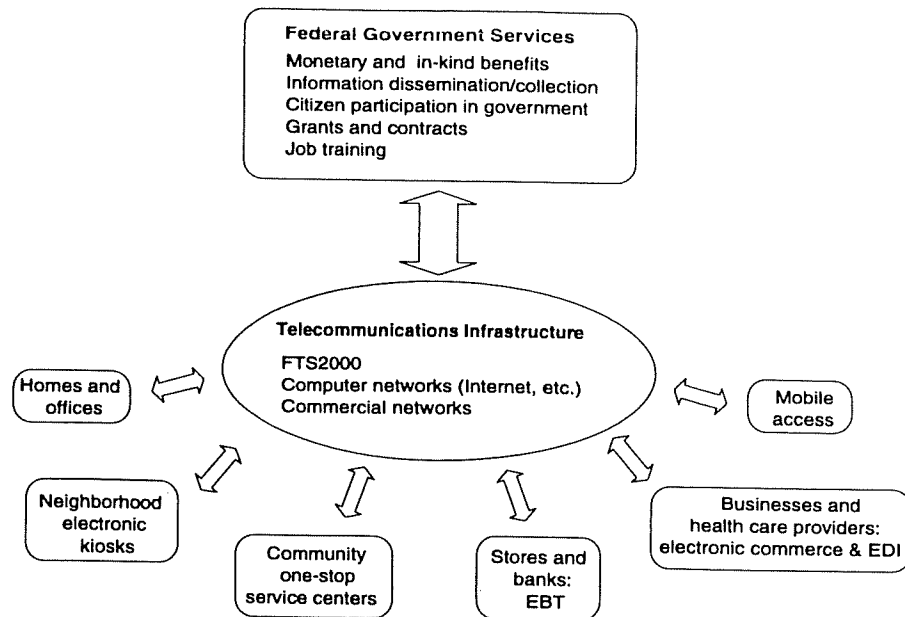 Federal Government Services
Monetary and in-kind benefits
Information dissemination/collection
Citizen participation in government
Grants and contracts
Job training
Telecommunications Infrastructure
FTS2000
Computer networks (Internet, etc.)
Commercial networks
Homes and
offices
Neighborhood
electronic
kiosks
Community
one-stop
service centers
Stores and
banks:
EBT
Businesses and
health care providers:
electronic commerce & EDI
Mobile
access